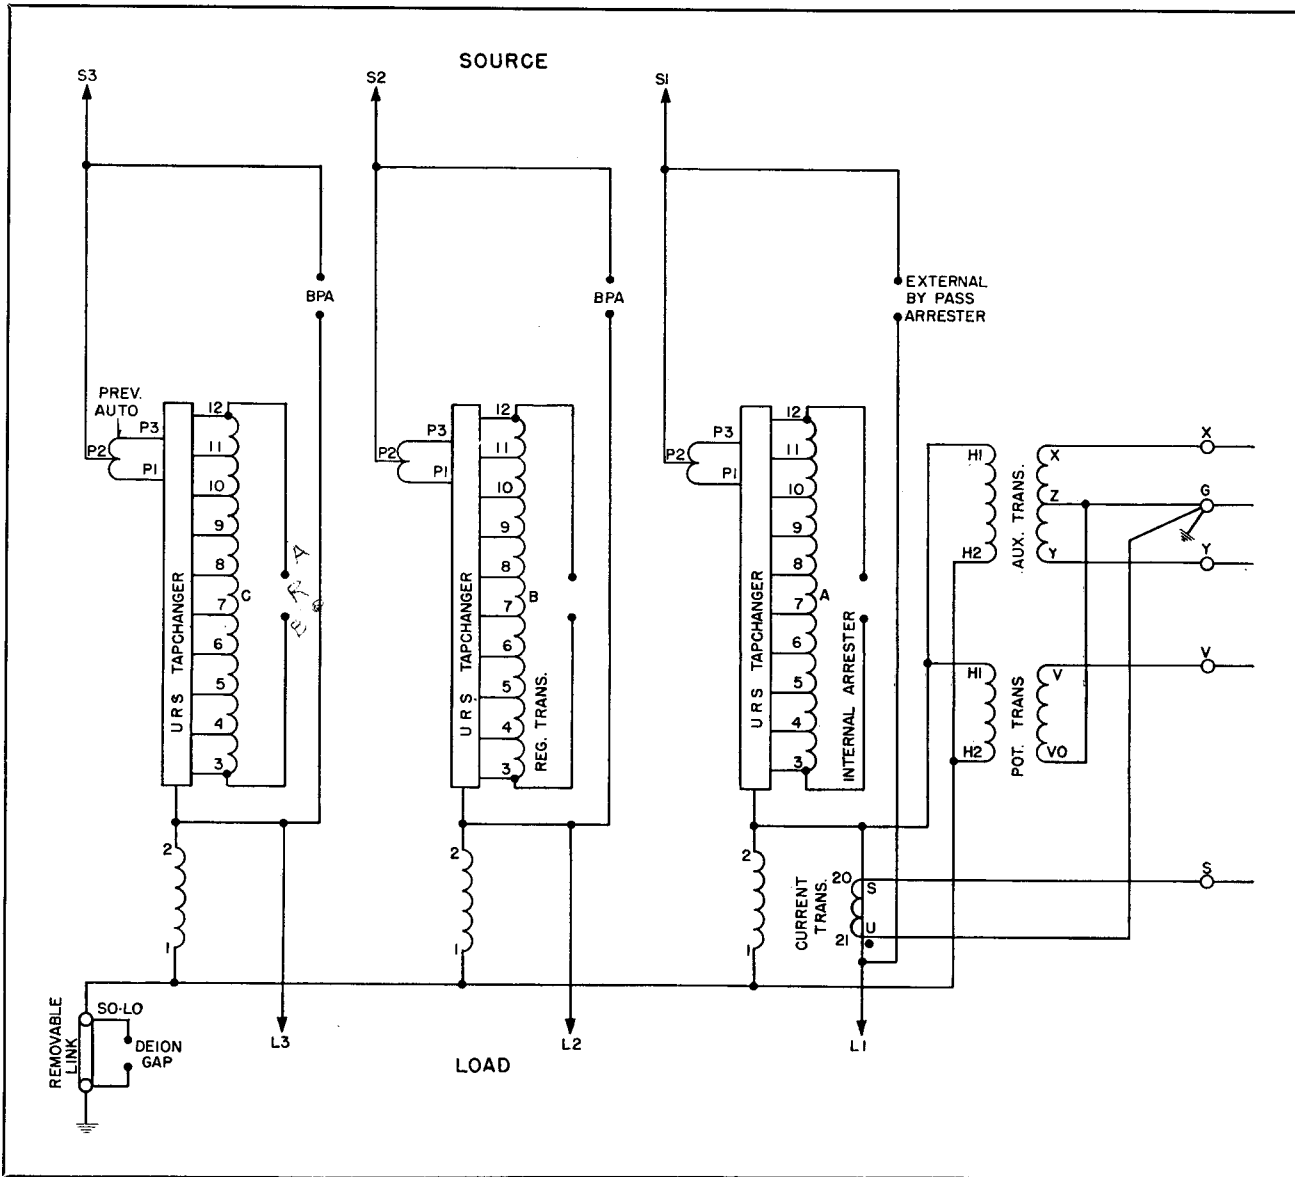 SOURCE
S3
S2
S1
BPA
BPA
EXTERNAL
BY PASS
ARRESTER
PREV.
AUTO
P3
P2
P1
12
11
10
9
8
7
6
5
4
3
C
URS TAPCHANGER
P3
P2
P1
12
11
10
9
8
7
6
5
4
3
B
URS TAPCHANGER
REG. TRANS.
P3
P2
P1
12
11
10
9
8
7
6
5
4
3
A
URS TAPCHANGER
INTERNAL ARRESTER
H1
H2
AUX. TRANS.
X
Z
Y
X
G
Y
H1
H2
POT. TRANS
V
VO
V
2
1
2
1
2
1
CURRENT
TRANS.
20
S
U
21
S
SO-LO
REMOVABLE
LINK
DEION
GAP
L3
L2
L1
LOAD